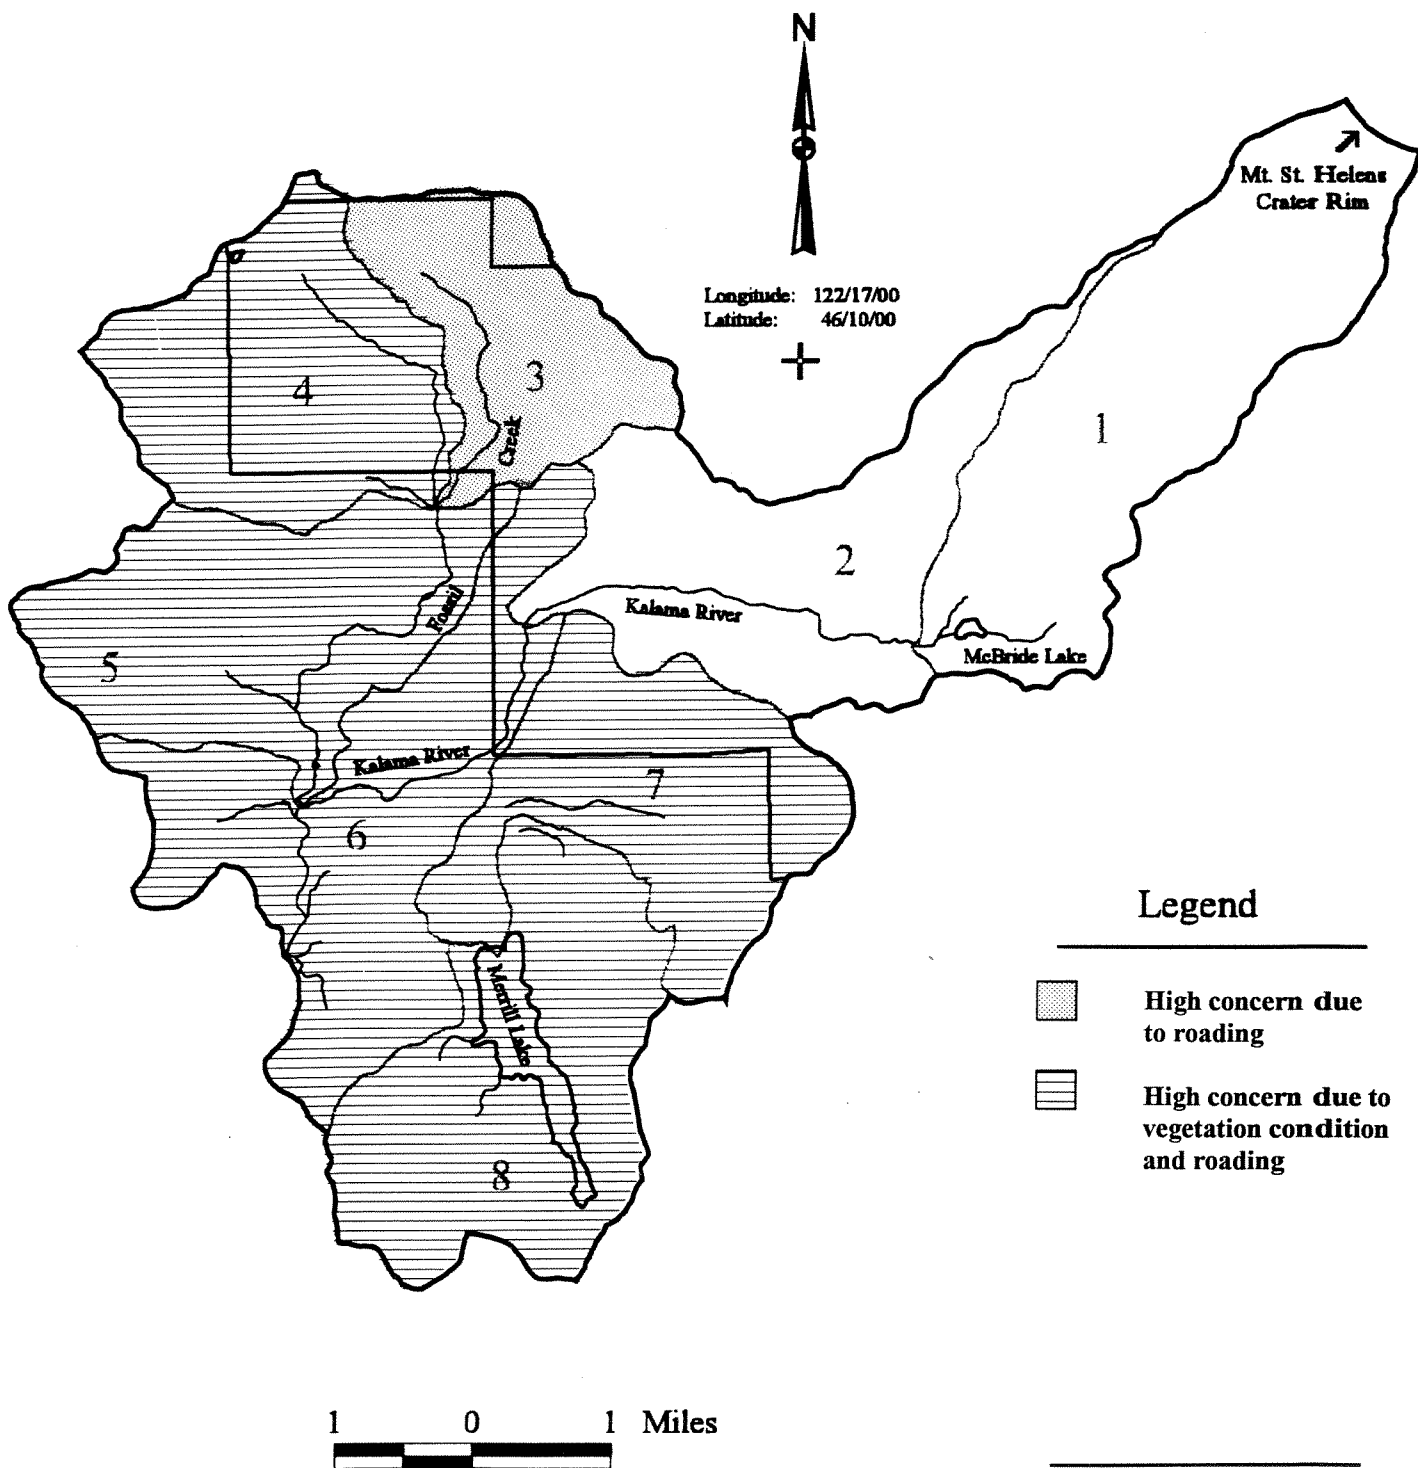 N
Mt. St. Helens
Crater Rim
Longitude: 122/17/00
Latitude: 46/10/00
3
4
Creek
1
2
Kalama River
Fossil
McBride Lake
5
Kalama River
7
6
Merrill Lake
8
Legend
High concern due
to roading
High concern due to
vegetation condition
and roading
1 0 1 Miles